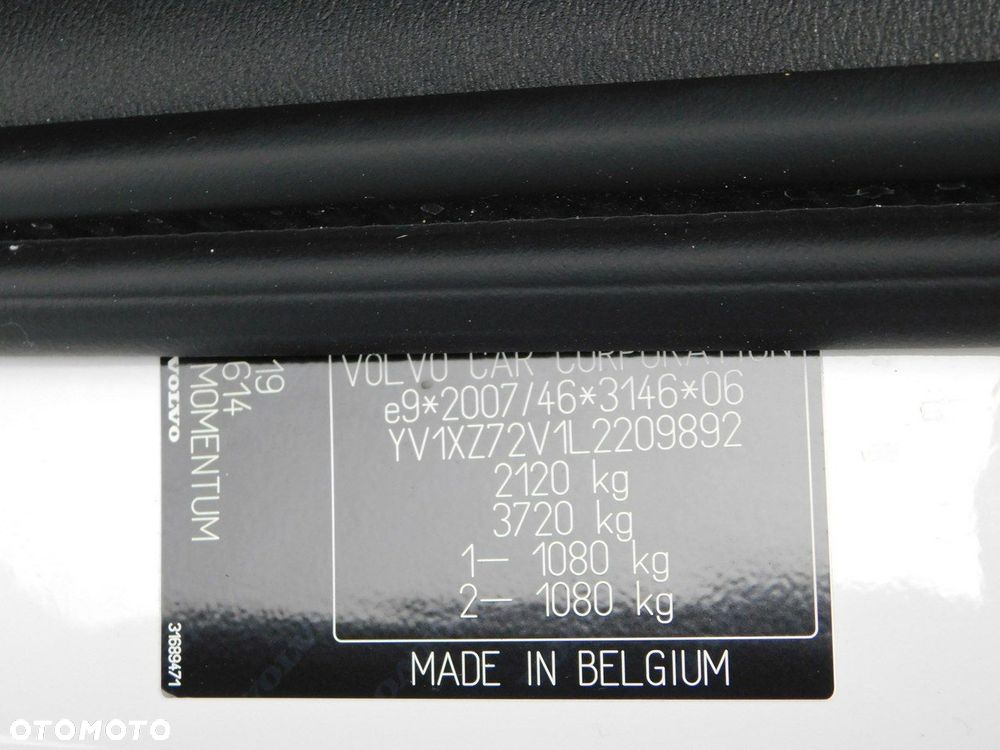 VOLVO CAR CORPORATION
e9*2007/46*3146*06
YV1XZ72V1L2209892
2120 kg
3720 kg
1— 1080 kg
2— 1080 kg
MADE IN BELGIUM
19
614
MOMENTUM
VOLVO
31689471
OTOMOTO